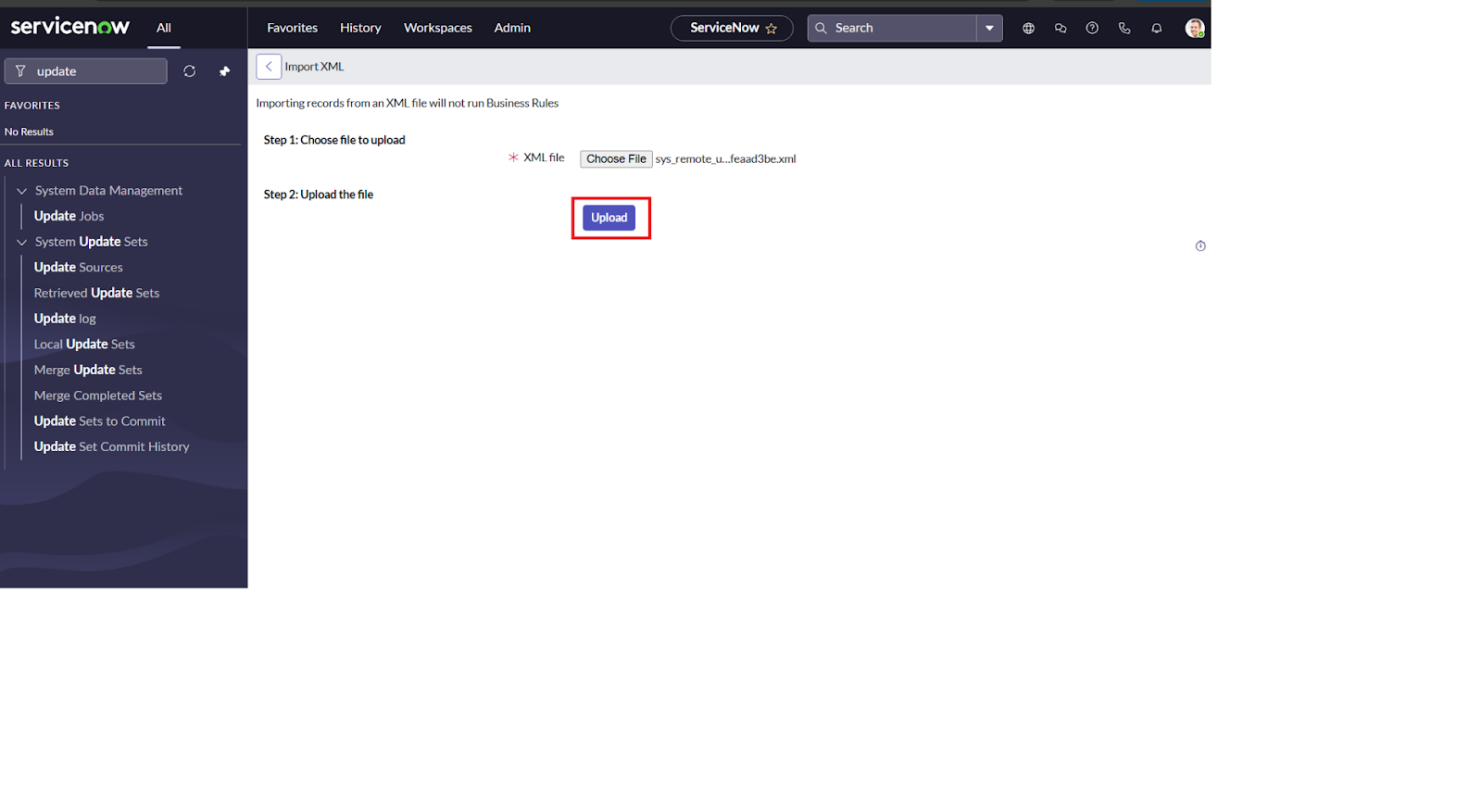 servicenow All Favorites History Workspaces Admin ServiceNow Search
update
Import XML
FAVORITES
No Results
ALL RESULTS
System Data Management
Update Jobs
System Update Sets
Update Sources
Retrieved Update Sets
Update log
Local Update Sets
Merge Update Sets
Merge Completed Sets
Update Sets to Commit
Update Set Commit History
Importing records from an XML file will not run Business Rules
Step 1: Choose file to upload
XML file Choose File sys_remote_u...feaad3be.xml
Step 2: Upload the file
Upload